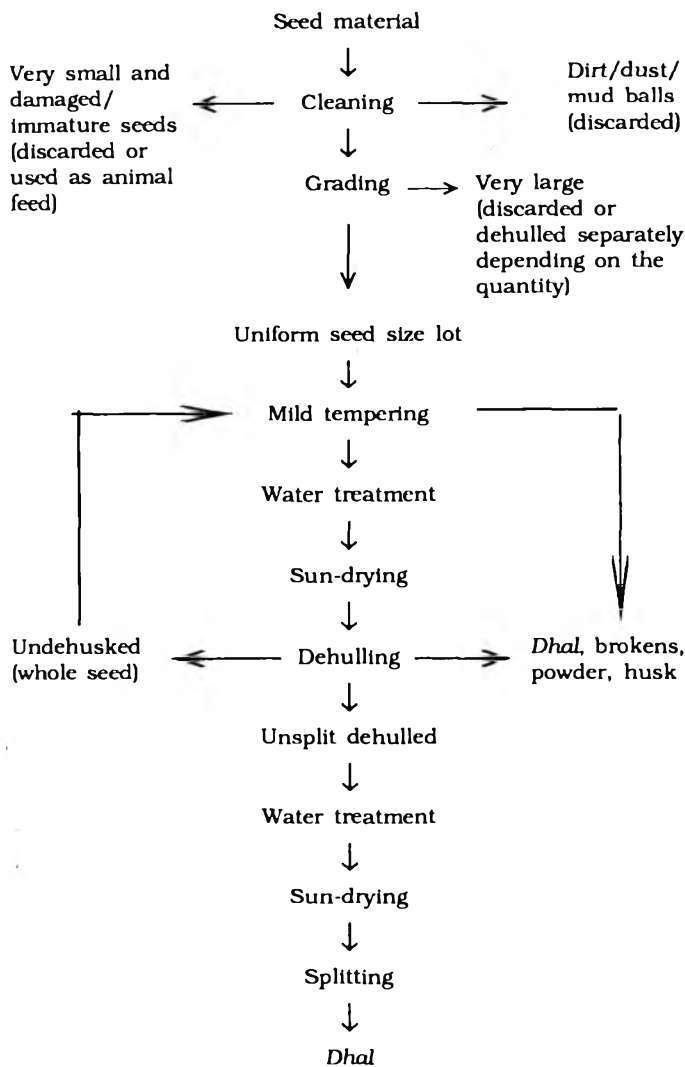 Seed material
Very small and
damaged/
immature seeds
(discarded or
used as animal
feed)
Cleaning
Dirt/dust/
mud balls
(discarded)
Grading
Very large
(discarded or
dehulled separately
depending on the
quantity)
Uniform seed size lot
Mild tempering
Water treatment
Sun-drying
Undehusked
(whole seed)
Dehulling
Dhal, brokens,
powder, husk
Unsplit dehulled
Water treatment
Sun-drying
Splitting
Dhal